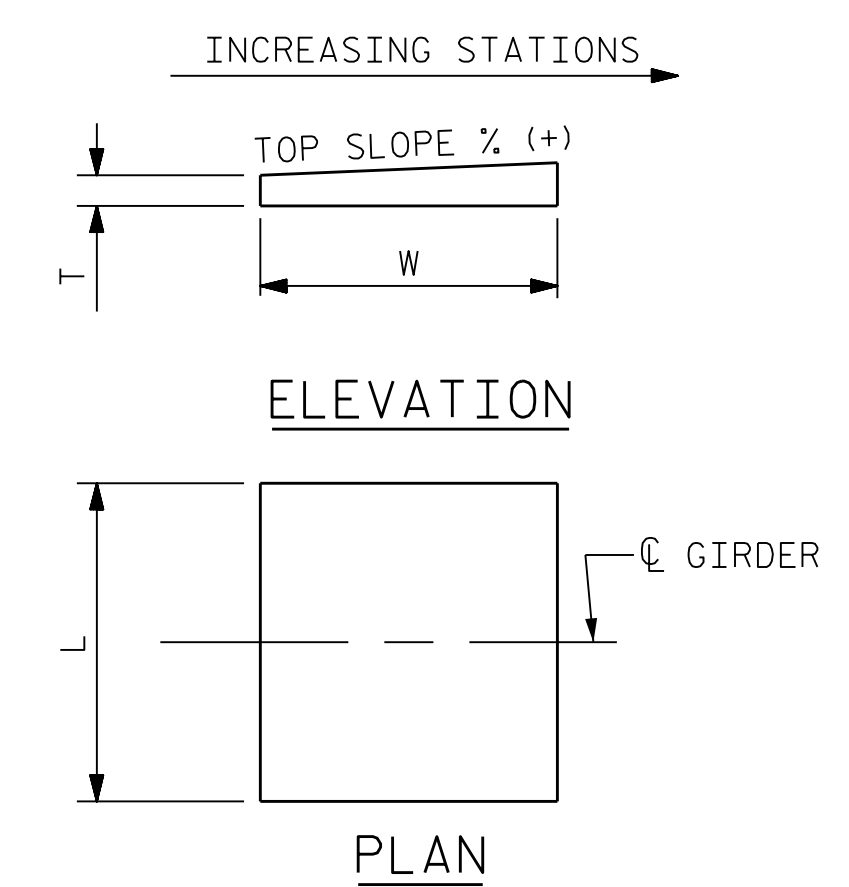 INCREASING STATIONS
TOP SLOPE % (+)
T
W
ELEVATION
℄ GIRDER
L
PLAN